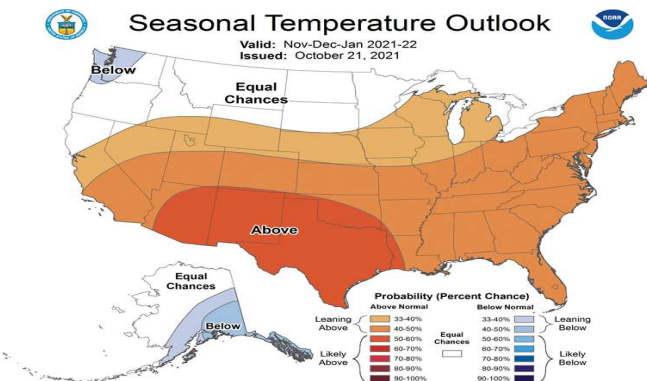 Seasonal Temperature Outlook
Valid: Nov-Dec-Jan 2021-22
Issued: October 21, 2021
NOAA
Below
Equal
Chances
Above
Equal
Chances
Below
Probability (Percent Chance)
Above Normal Below Normal
Leaning
Above
33-40%
40-50%
Likely
Above
50-60%
60-70%
70-80%
80-90%
90-100%
Equal
Chances
33-40%
40-50%
Leaning
Below
50-60%
60-70%
70-80%
80-90%
90-100%
Likely
Below